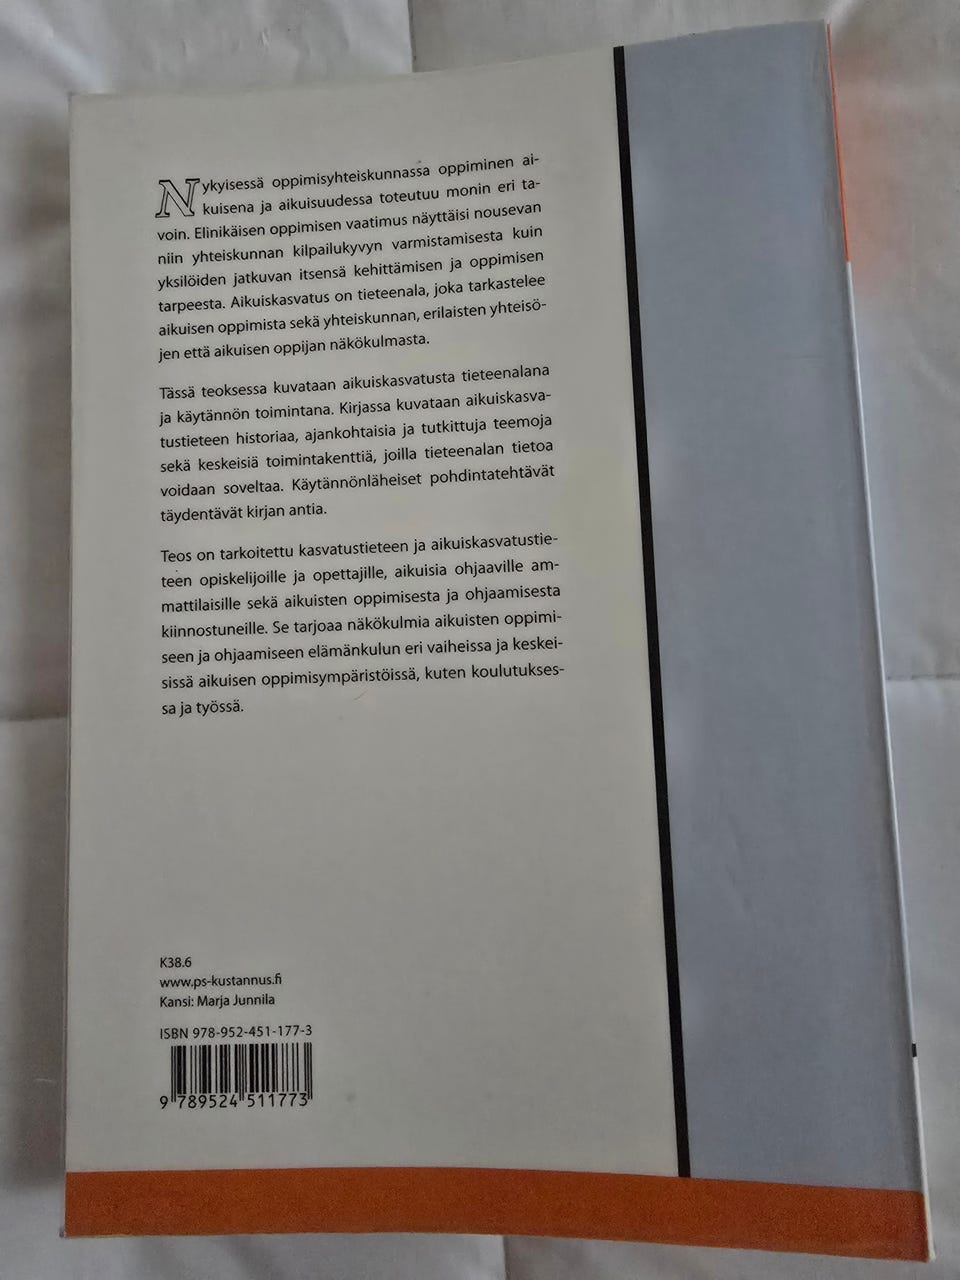 Nykyisessä oppimisyhteiskunnassa oppiminen ai-
kuisena ja aikuisuudessa toteutuu monin eri ta-
voin. Elinikäisen oppimisen vaatimus näyttäisi nousevan
niin yhteiskunnan kilpailukyvyn varmistamisesta kuin
yksilöiden jatkuvan itsensä kehittämisen ja oppimisen
tarpeesta. Aikuiskasvatus on tieteenala, joka tarkastelee
aikuisen oppimista sekä yhteiskunnan, erilaisten yhteisö-
jen että aikuisen oppijan näkökulmasta.
Tässä teoksessa kuvataan aikuiskasvatusta tieteenalana
ja käytännön toimintana. Kirjassa kuvataan aikuiskasva-
tustieteen historiaa, ajankohtaisia ja tutkittuja teemoja
sekä keskeisiä toimintakenttiä, joilla tieteenalan tietoa
voidaan soveltaa. Käytännönläheiset pohdintatehtävät
täydentävät kirjan antia.
Teos on tarkoitettu kasvatustieteen ja aikuiskasvatustie-
teen opiskelijoille ja opettajille, aikuisia ohjaaville am-
mattilaisille sekä aikuisten oppimisesta ja ohjaamisesta
kiinnostuneille. Se tarjoaa näkökulmia aikuisten oppimi-
seen ja ohjaamiseen elämänkulun eri vaiheissa ja keskei-
sissä aikuisen oppimisympäristöissä, kuten koulutukses-
sa ja työssä.
K38.6
www.ps-kustannus.fi
Kansi: Marja Junnila
ISBN 978-952-451-177-3
9 789524 511773